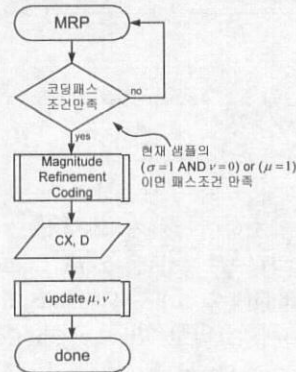 MRP
코딩패스
조건만족
no
yes
현재 샘플의
(σ=1 AND ν=0) or (μ=1)
이면 패스조건 만족
Magnitude
Refinement
Coding
CX, D
update μ, ν
done